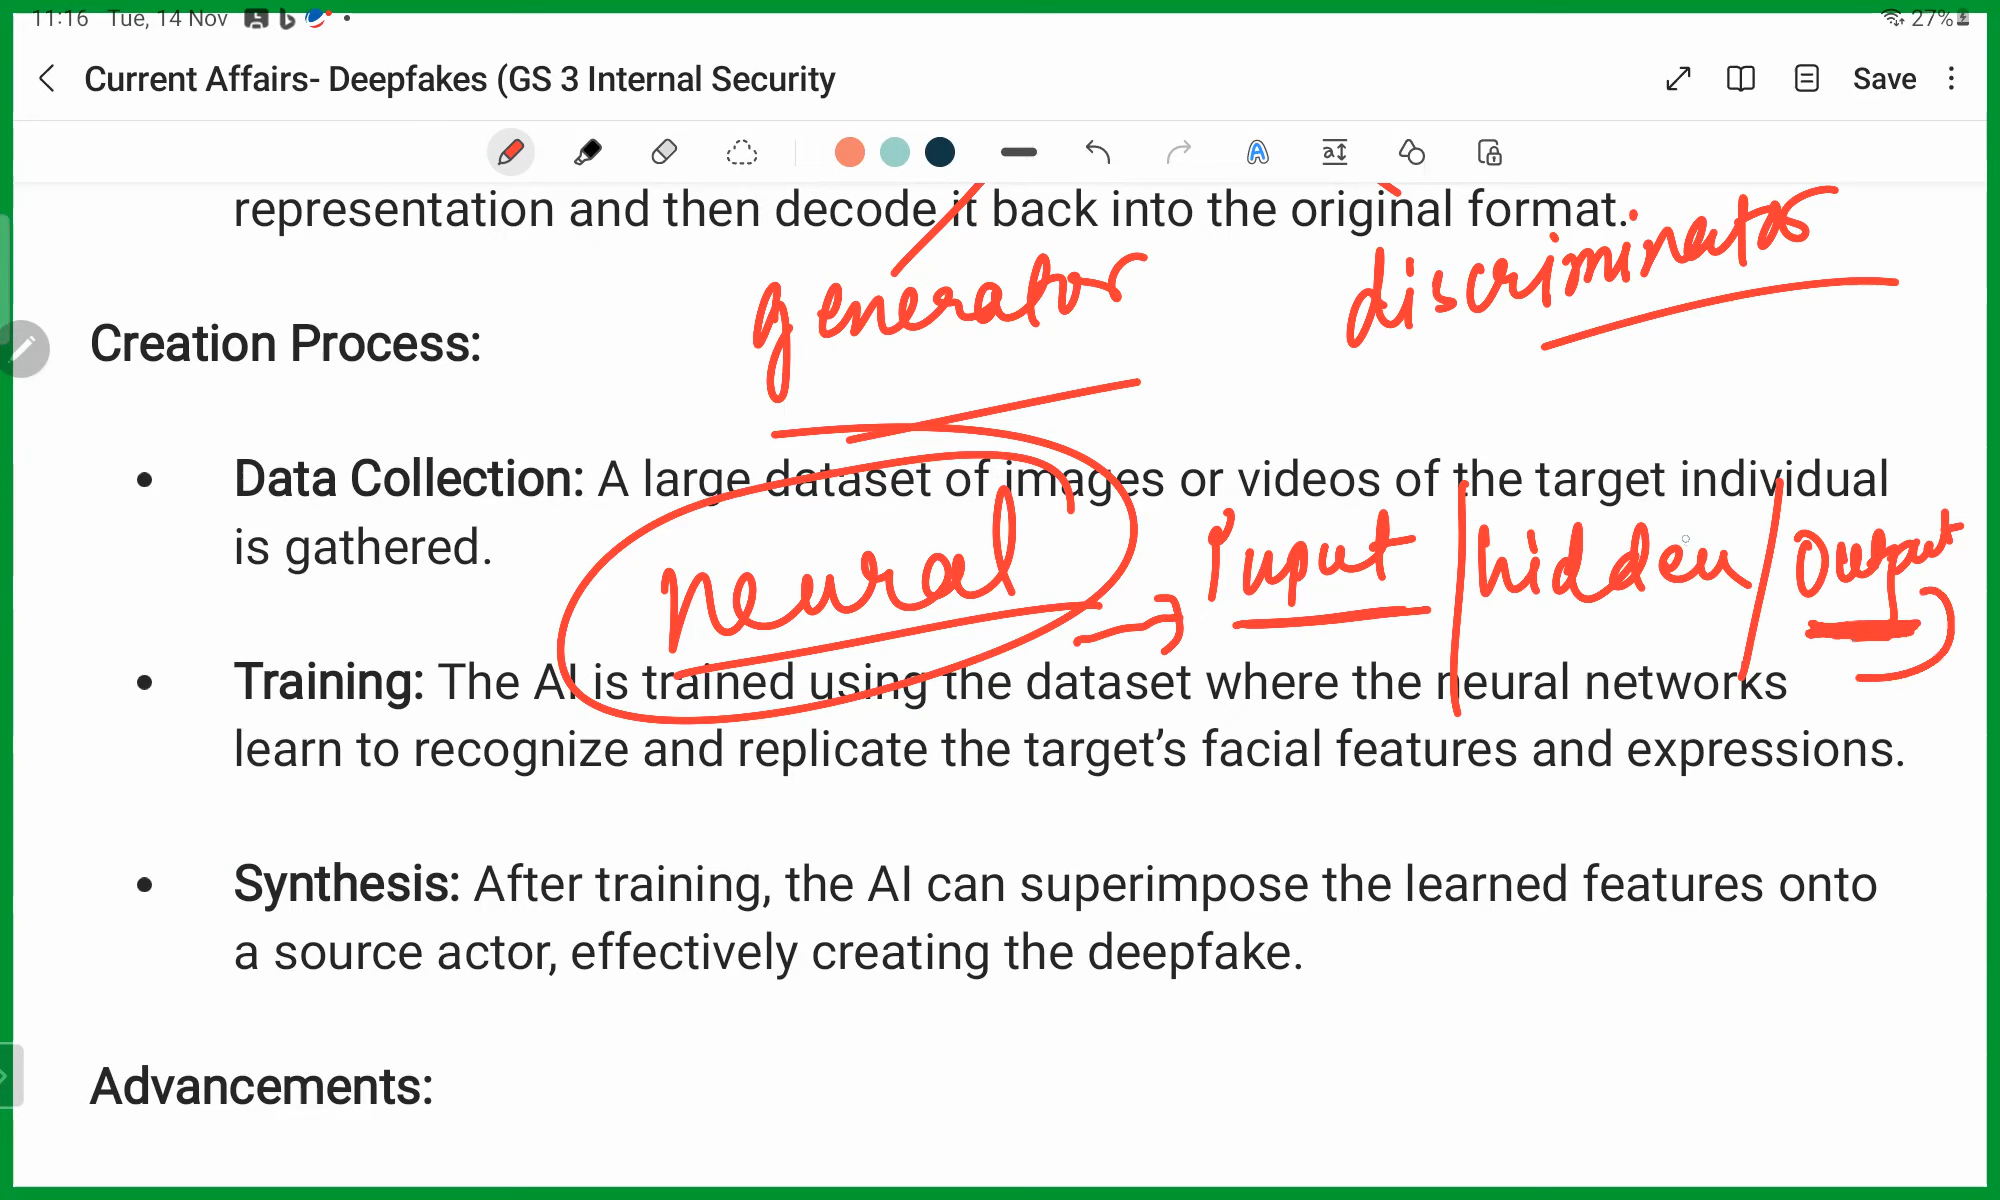 11:16 Tue, 14 Nov 27%
Current Affairs- Deepfakes (GS 3 Internal Security
Save
representation and then decode it back into the original format.
generator discriminator
Creation Process:
• Data Collection: A large dataset of images or videos of the target individual
is gathered.
neural → input / hidden / output
• Training: The AI is trained using the dataset where the neural networks
learn to recognize and replicate the target’s facial features and expressions.
• Synthesis: After training, the AI can superimpose the learned features onto
a source actor, effectively creating the deepfake.
Advancements: